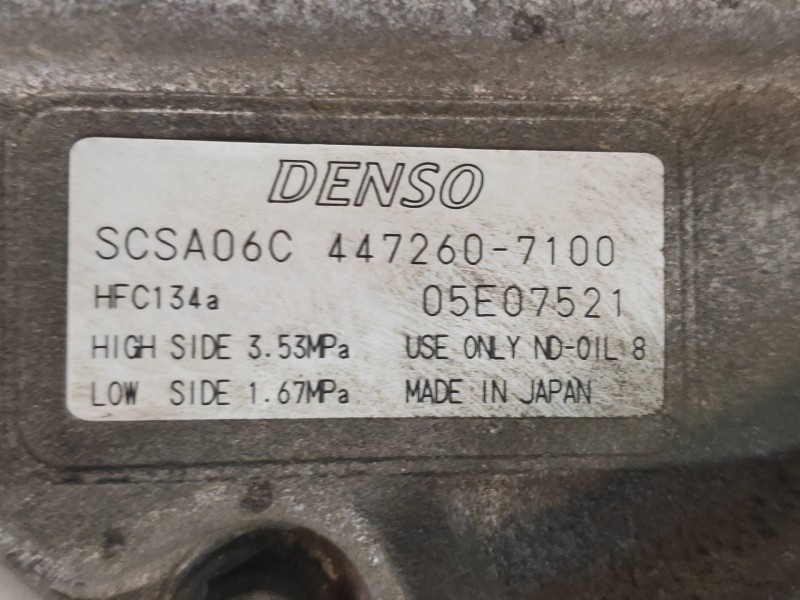 DENSO
SCSA06C 447260-7100
HFC134a 05E07521
HIGH SIDE 3.53MPa USE ONLY ND-OIL 8
LOW SIDE 1.67MPa MADE IN JAPAN